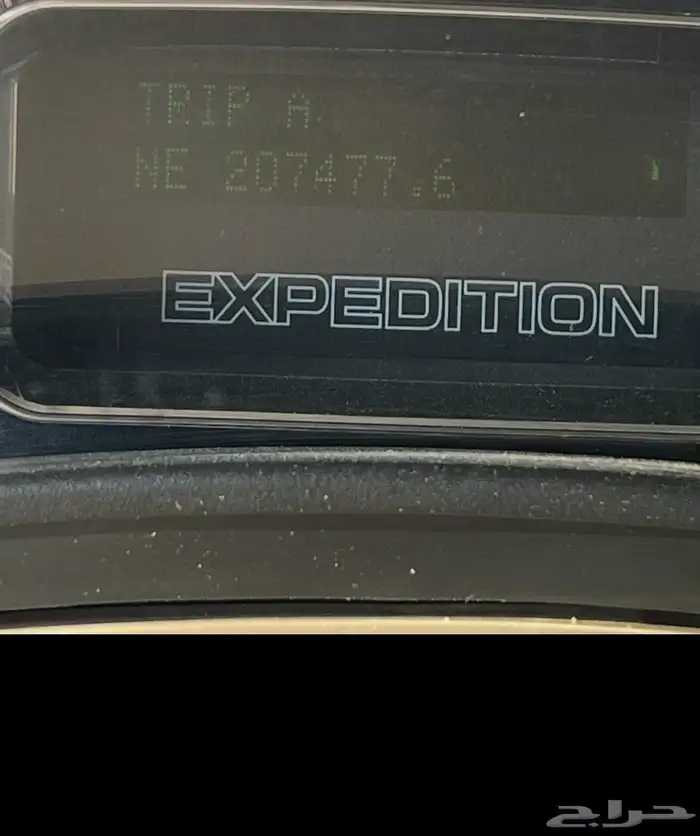 TRIP A
NE 207477.6
EXPEDITION
حراج